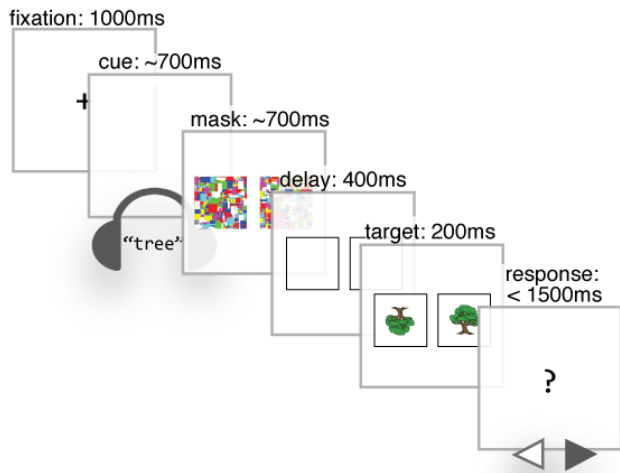 fixation: 1000ms
+
cue: ~700ms
"tree"
mask: ~700ms
delay: 400ms
target: 200ms
response:
< 1500ms
?